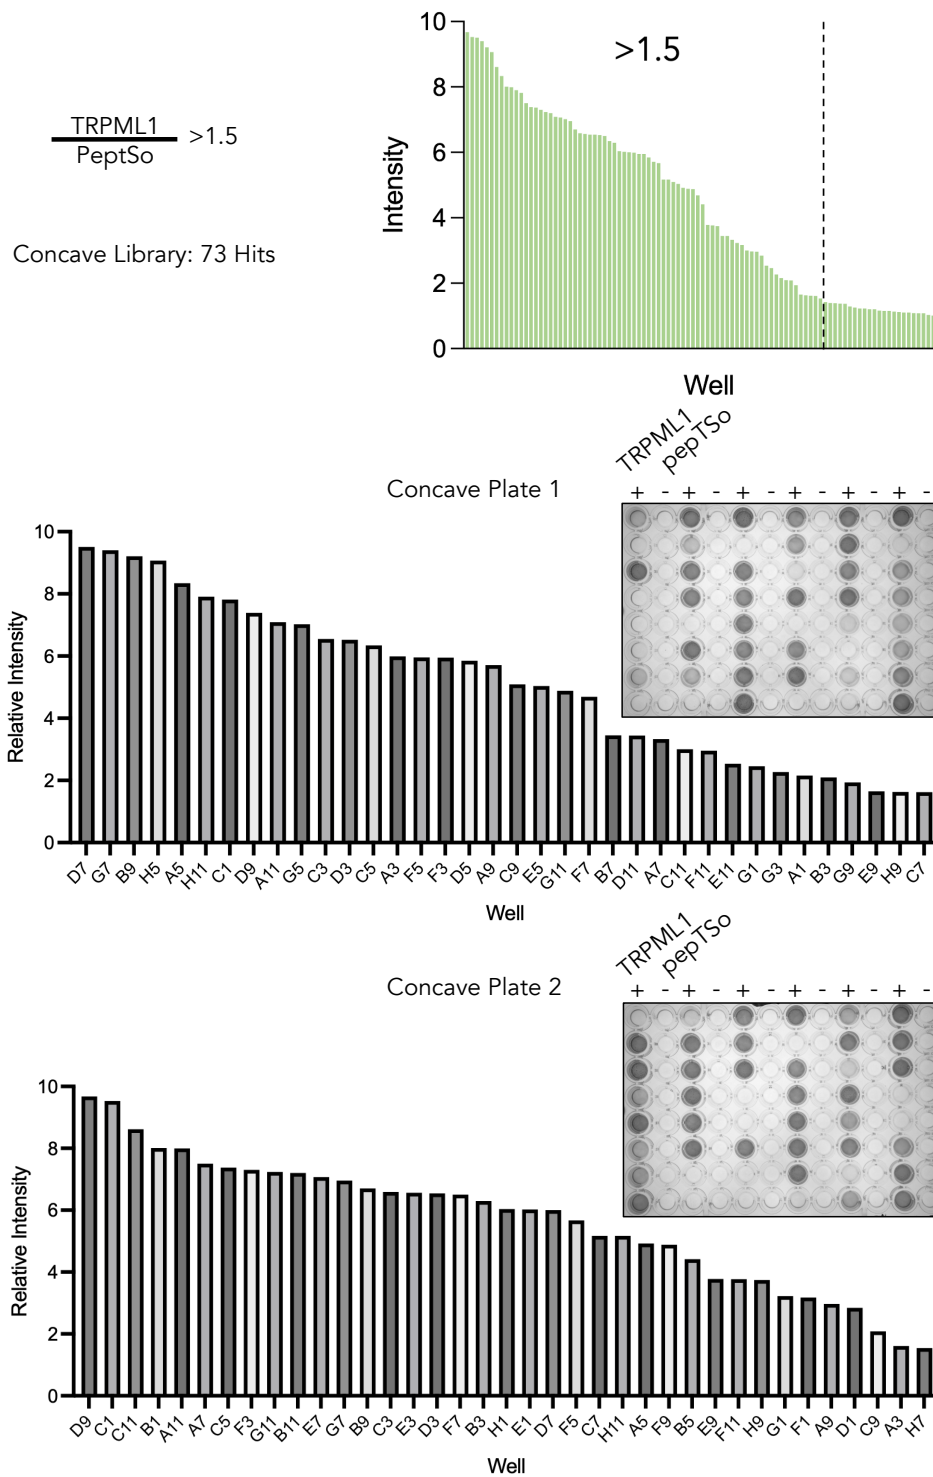 TRPML1
PeptSo
>1.5
Concave Library: 73 Hits
10
8
6
4
2
0
Intensity
>1.5
Well
TRPML1
pepTSo
Concave Plate 1
+ - + - + - + - + - + -
10
8
6
4
2
0
Relative Intensity
D7 G7 B9 H5 A5 H11 C1 D9 A11 G5 C3 D3 C5 A3 F5 F3 D5 A9 C9 E5 G11 F7 B7 D11 A7 C11 F11 E11 G1 G3 A1 B3 G9 E9 H9 C7
Well
TRPML1
pepTSo
Concave Plate 2
+ - + - + - + - + - + -
10
8
6
4
2
0
Relative Intensity
D9 C1 C11 B1 A11 A7 C5 F3 G11 B11 E7 G7 B9 C3 E3 D3 F7 B3 H1 E1 D7 F5 C7 H11 A5 F9 B5 E9 F11 H9 G1 F1 A9 D1 C9 A3 H7
Well